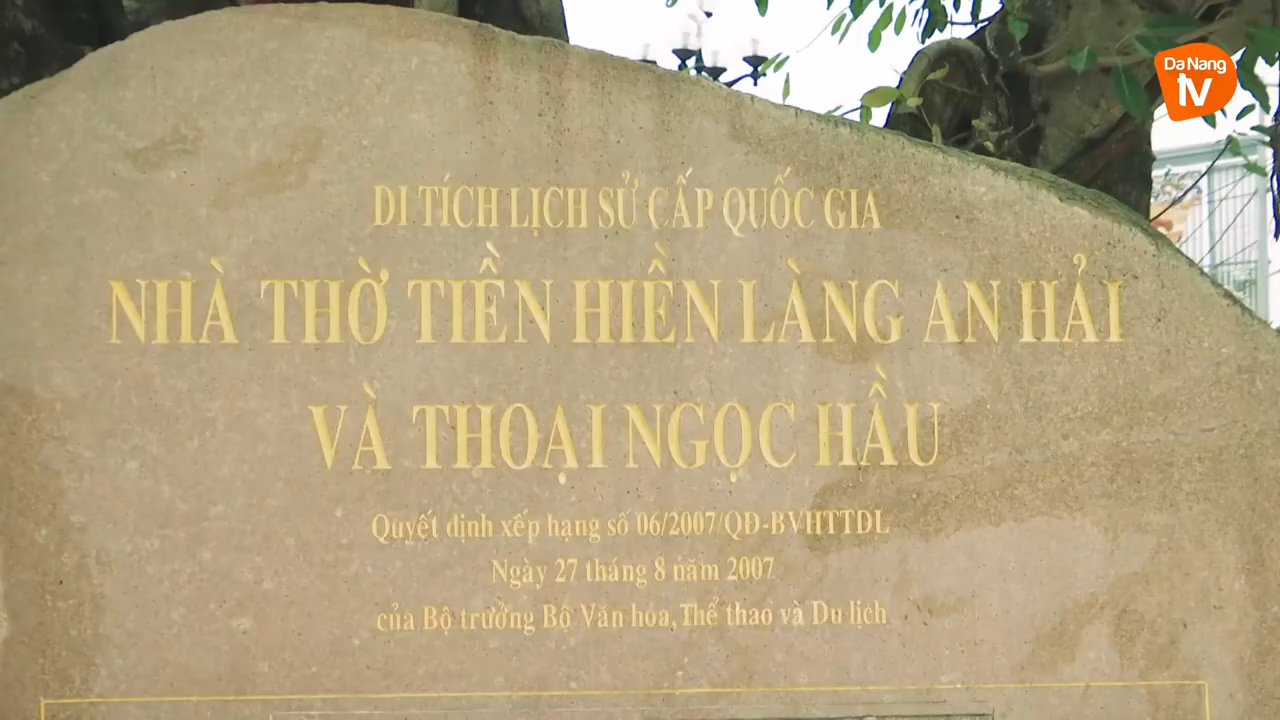 Da Nang
tv
DI TÍCH LỊCH SỬ CẤP QUỐC GIA
NHÀ THỜ TIỀN HIỀN LÀNG AN HẢI
VÀ THOẠI NGỌC HẦU
Quyết định xếp hạng số 06/2007/QĐ-BVHTTDL
Ngày 27 tháng 8 năm 2007
của Bộ trưởng Bộ Văn hóa, Thể thao và Du lịch